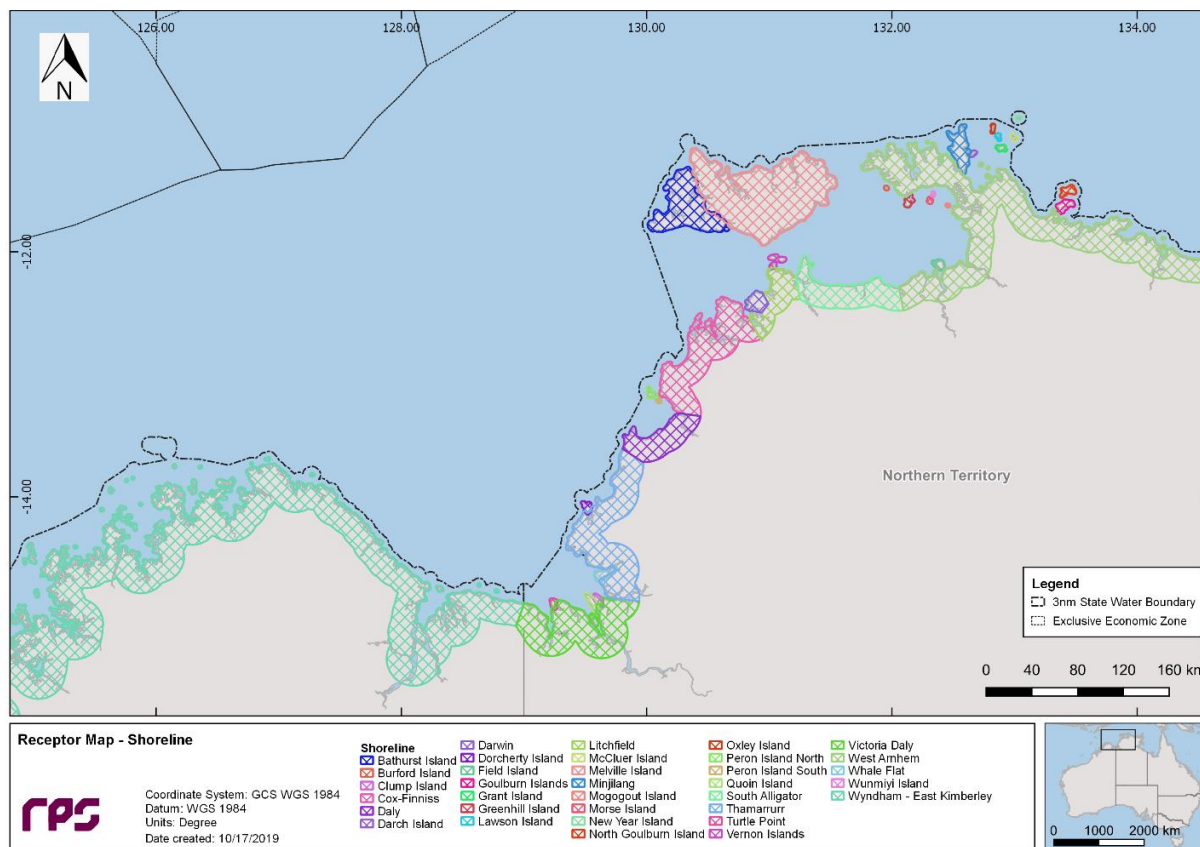 126.00 128.00 130.00 132.00 134.00
N
-12.00
-14.00
Northern Territory
Legend
3nm State Water Boundary
Exclusive Economic Zone
0 40 80 120 160 km
Receptor Map - Shoreline
rps
Coordinate System: GCS WGS 1984
Datum: WGS 1984
Units: Degree
Date created: 10/17/2019
Shoreline
Bathurst Island
Burford Island
Clump Island
Cox-Finniss
Daly
Darch Island
Darwin
Dorcherty Island
Field Island
Goulburn Islands
Grant Island
Greenhill Island
Lawson Island
Litchfield
McCluer Island
Melville Island
Minjilang
Mogogout Island
Morse Island
New Year Island
North Goulburn Island
Oxley Island
Peron Island North
Peron Island South
Quoin Island
South Alligator
Thamarrurr
Turtle Point
Vernon Islands
Victoria Daly
West Arnhem
Whale Flat
Wunmiyi Island
Wyndham - East Kimberley
0 1000 2000 km